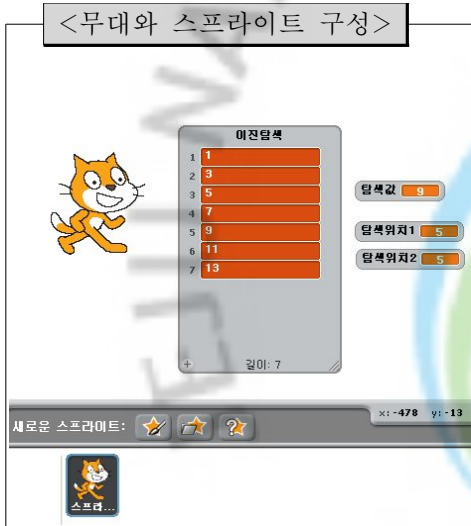 <무대와 스프라이트 구성>
이진탐색
1 1
2 3
3 5
4 7
5 9
6 11
7 13
+ 길이: 7
탐색값 9
탐색위치1 5
탐색위치2 5
x: -478 y: -13
새로운 스프라이트:
스프라...